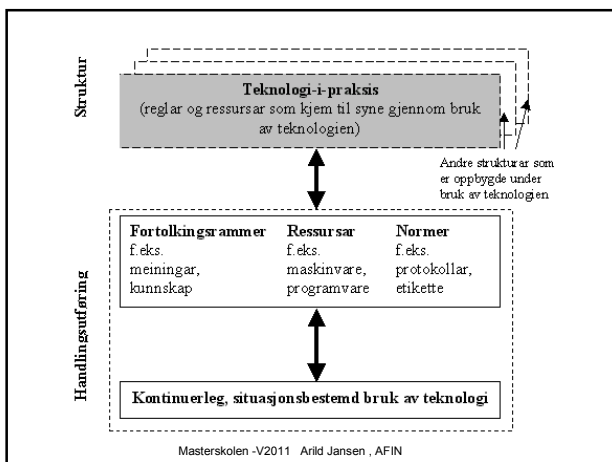 Struktur
Teknologi-i-praksis
(reglar og ressursar som kjem til syne gjennom bruk
av teknologien)
Andre strukturar som
er oppbygde under
bruk av teknologien
Handlingsutføring
Fortolkingsrammer
f.eks.
meiningar,
kunnskap
Ressursar
f.eks.
maskinvare,
programvare
Normer
f.eks.
protokollar,
etikette
Kontinuerleg, situasjonsbestemd bruk av teknologi
Masterskolen -V2011 Arild Jansen , AFIN